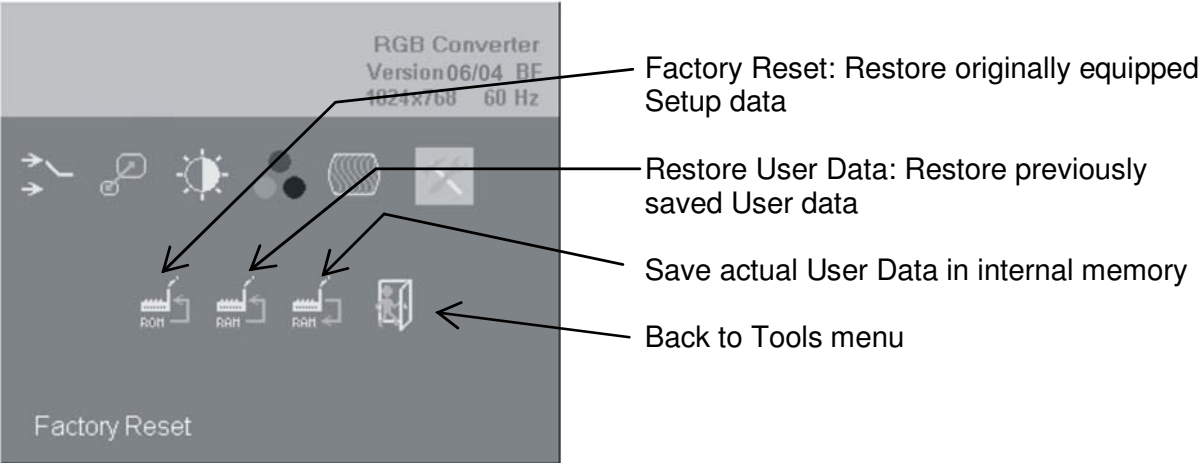 RGB Converter
Version 06/04 BF
1024x768 60 Hz
Factory Reset: Restore originally equipped
Setup data
Restore User Data: Restore previously
saved User data
Save actual User Data in internal memory
Back to Tools menu
ROM
RAM
RAM
Factory Reset